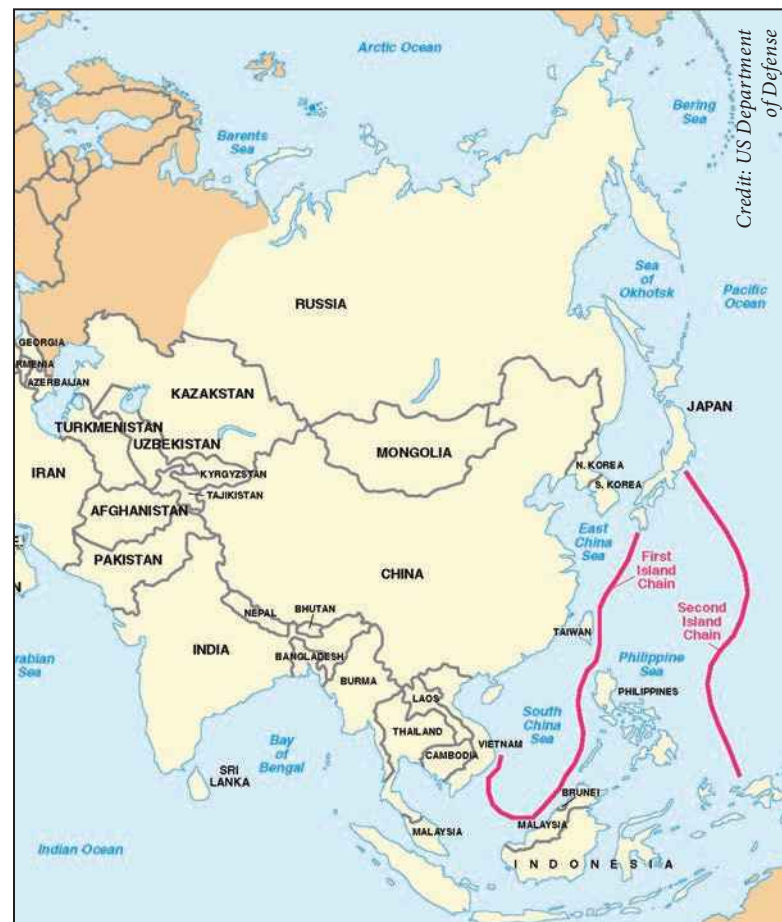 Arctic Ocean
Credit: US Department
of Defense
Bering
Sea
Barents
Sea
Sea
of
Okhotsk
Pacific
Ocean
RUSSIA
GEORGIA
RMENIA
AZERBAIJAN
KAZAKSTAN
JAPAN
TURKMENISTAN
UZBEKISTAN
MONGOLIA
KYRGYZSTAN
N. KOREA
S. KOREA
IRAN
TAJIKISTAN
AFGHANISTAN
East
China
Sea
First
Island
Chain
PAKISTAN
CHINA
NEPAL
BHUTAN
Second
Island
Chain
TAIWAN
INDIA
BANGLADESH
BURMA
rabian
Sea
Philippine
Sea
PHILIPPINES
LAOS
South
China
Sea
THAILAND
VIETNAM
CAMBODIA
Bay
of
Bengal
SRI
LANKA
BRUNEI
MALAYSIA
MALAYSIA
Indian Ocean
INDONESIA